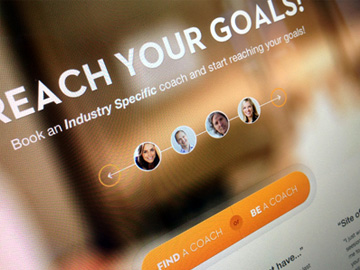 REACH YOUR GOALS!
Book an Industry Specific coach and start reaching your goals!
FIND A COACH or BE A COACH
"Site of
"Just w
t have..."